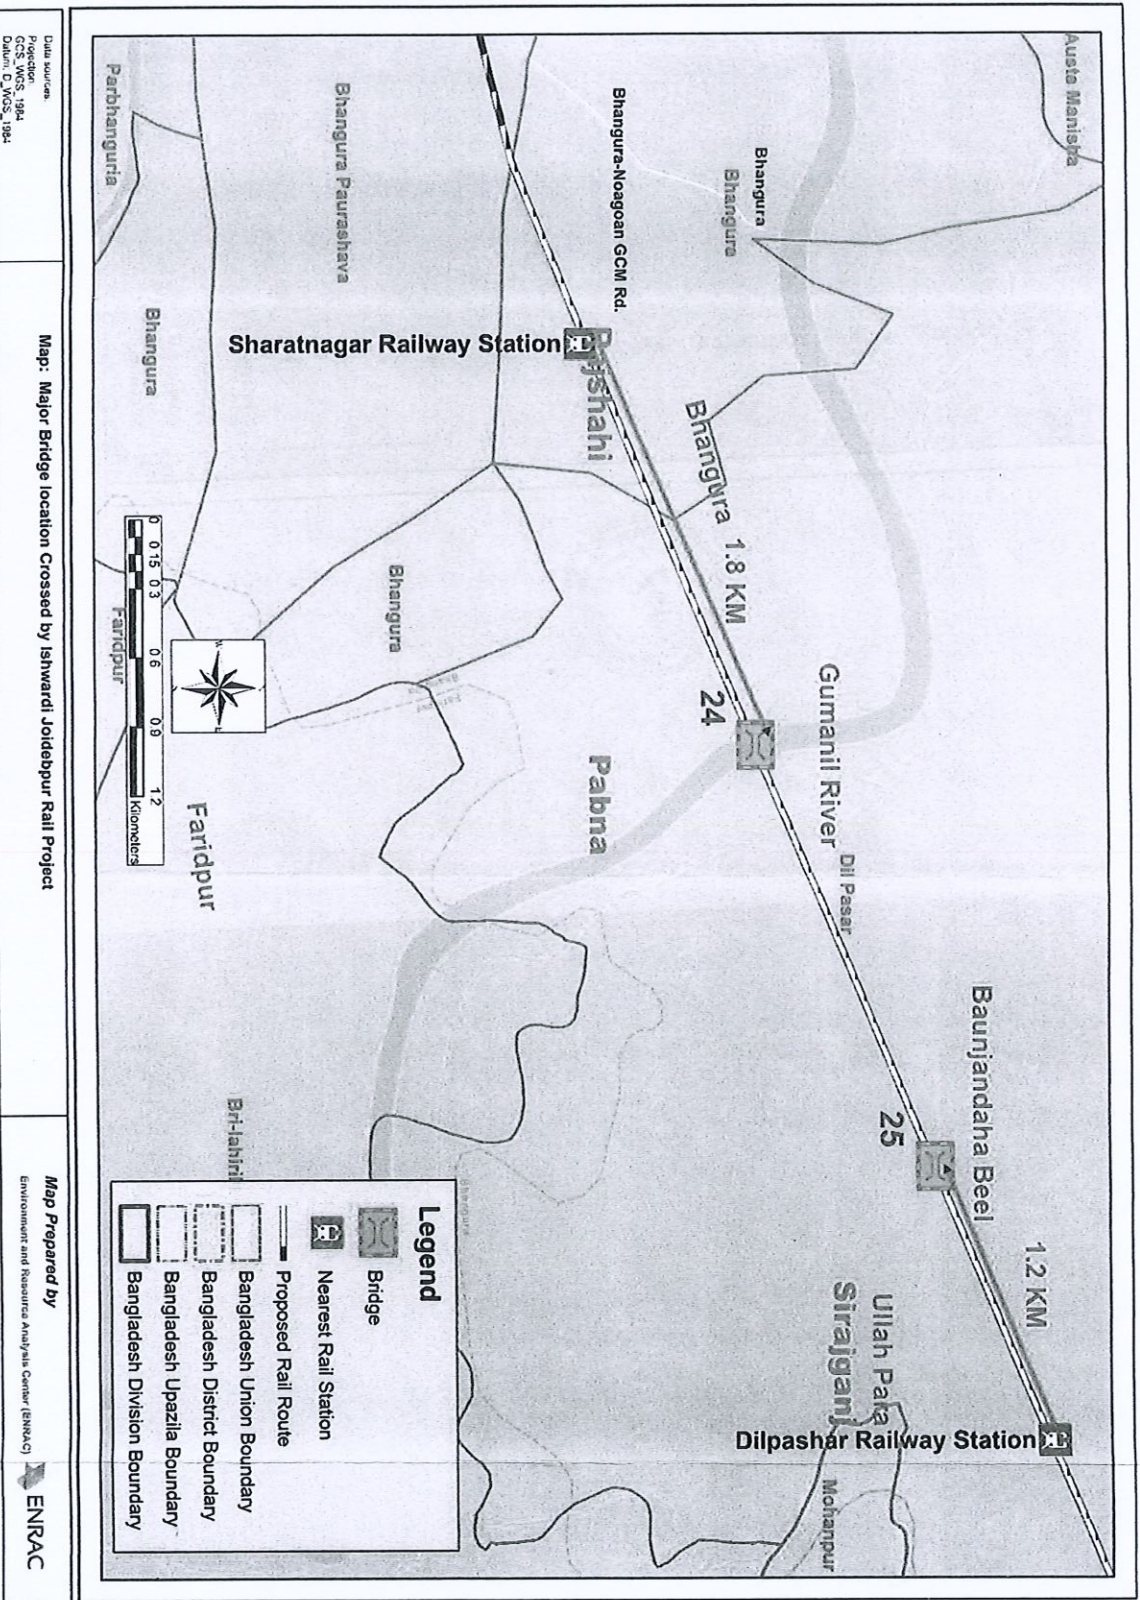 Austa Manisha
Bhangura
Bhangura
Bhangura-Noagoan GCM Rd.
Bhangura Paurashava
Parbhanguria
Sharatnagar Railway Station
Rajshahi
Bhangura
1.8 KM
24
Gumanil River
Dil Pasar
Baunjandaha Beel
25
1.2 KM
Ullah Para
Sirajganj
Dilpashar Railway Station
Mohanpur
Pabna
Bhangura
Bhangura
Faridpur
Faridpur
Bri-lahiri
Bhangura
0 0.15 0.3 0.6 0.9 1.2
Kilometers
Legend
Bridge
Nearest Rail Station
Proposed Rail Route
Bangladesh Union Boundary
Bangladesh District Boundary
Bangladesh Upazila Boundary
Bangladesh Division Boundary
Data sources:
Projection:
GCS_WGS_1984
Datum: D_WGS_1984
Map: Major Bridge location Crossed by Ishwardi Joidebpur Rail Project
Map Prepared by
Environment and Resource Analysis Center (ENRAC)
ENRAC